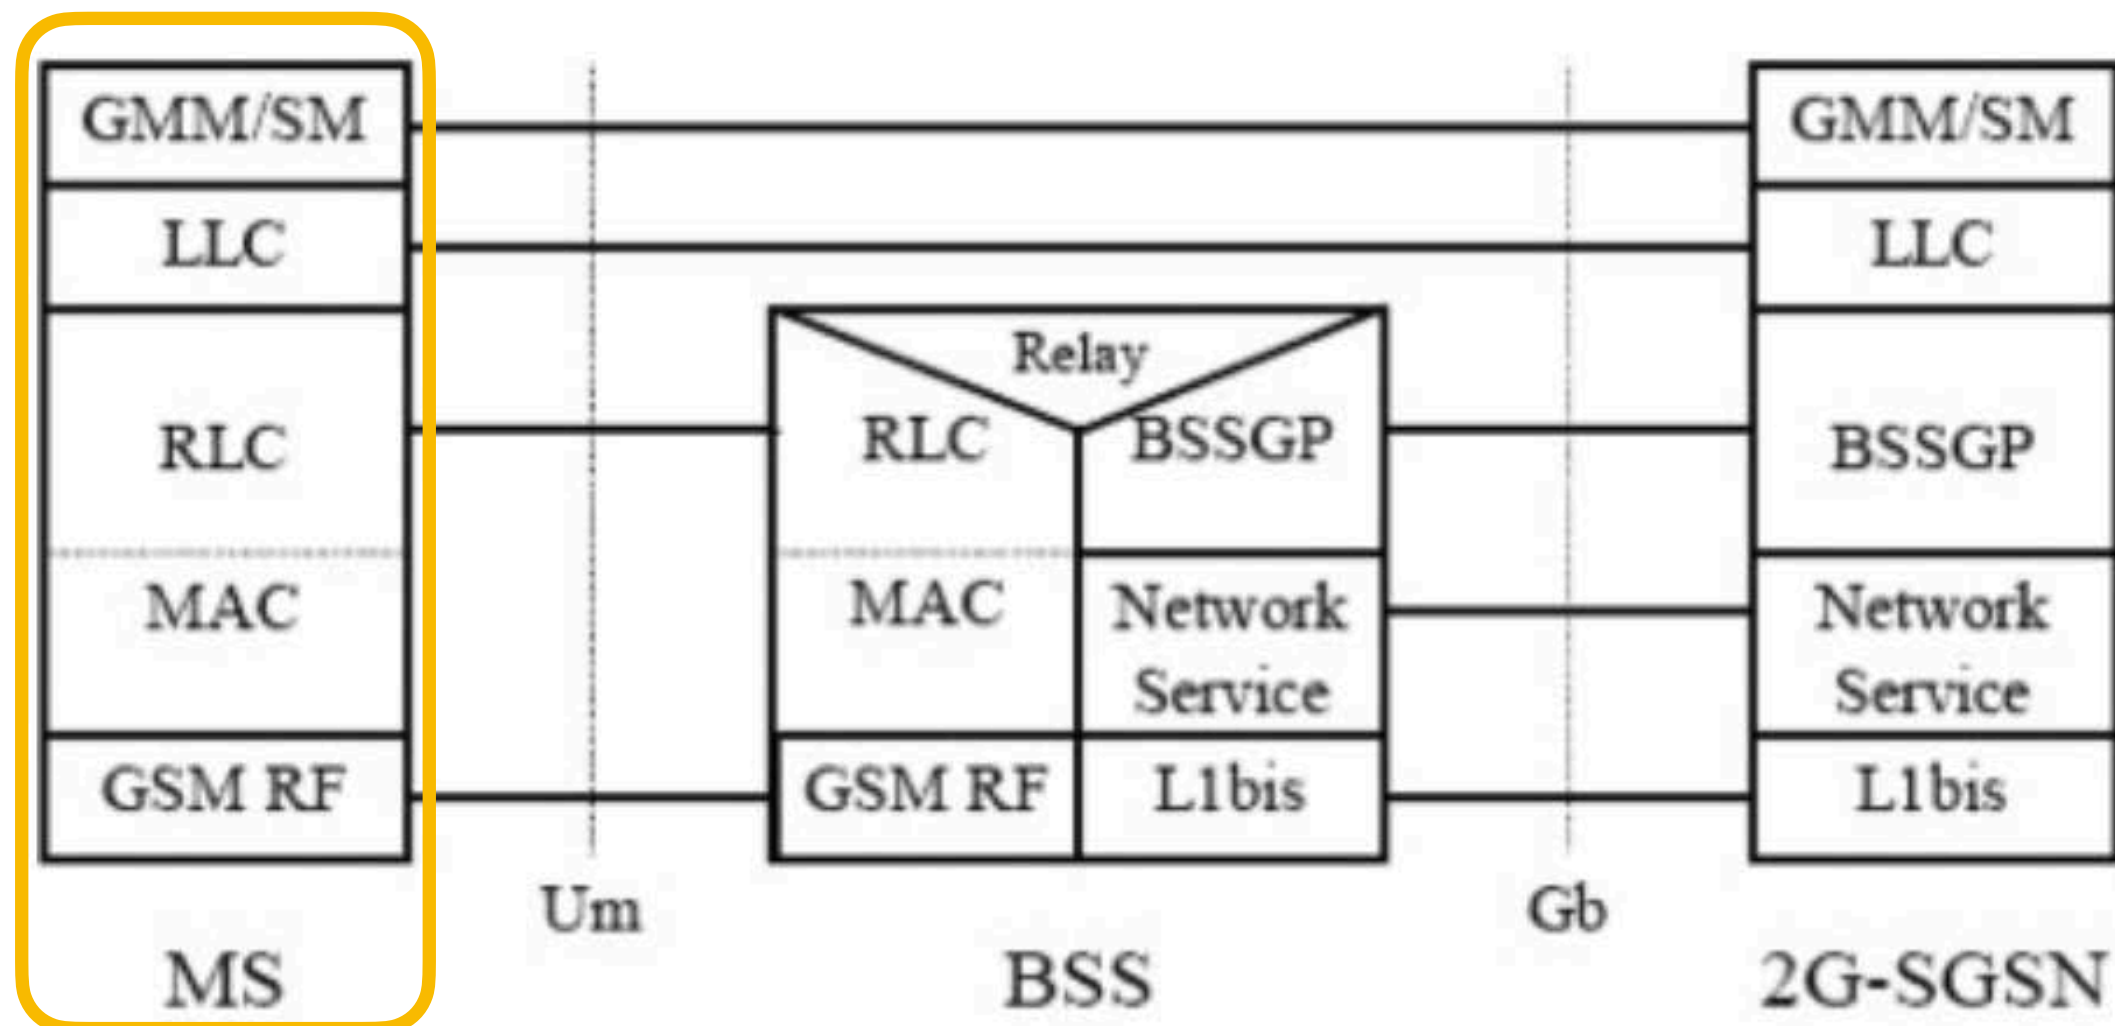 GMM/SM
LLC
RLC
MAC
GSM RF
MS
Um
Relay
RLC
BSSGP
MAC
Network
Service
GSM RF
L1bis
BSS
Gb
GMM/SM
LLC
BSSGP
Network
Service
L1bis
2G-SGSN